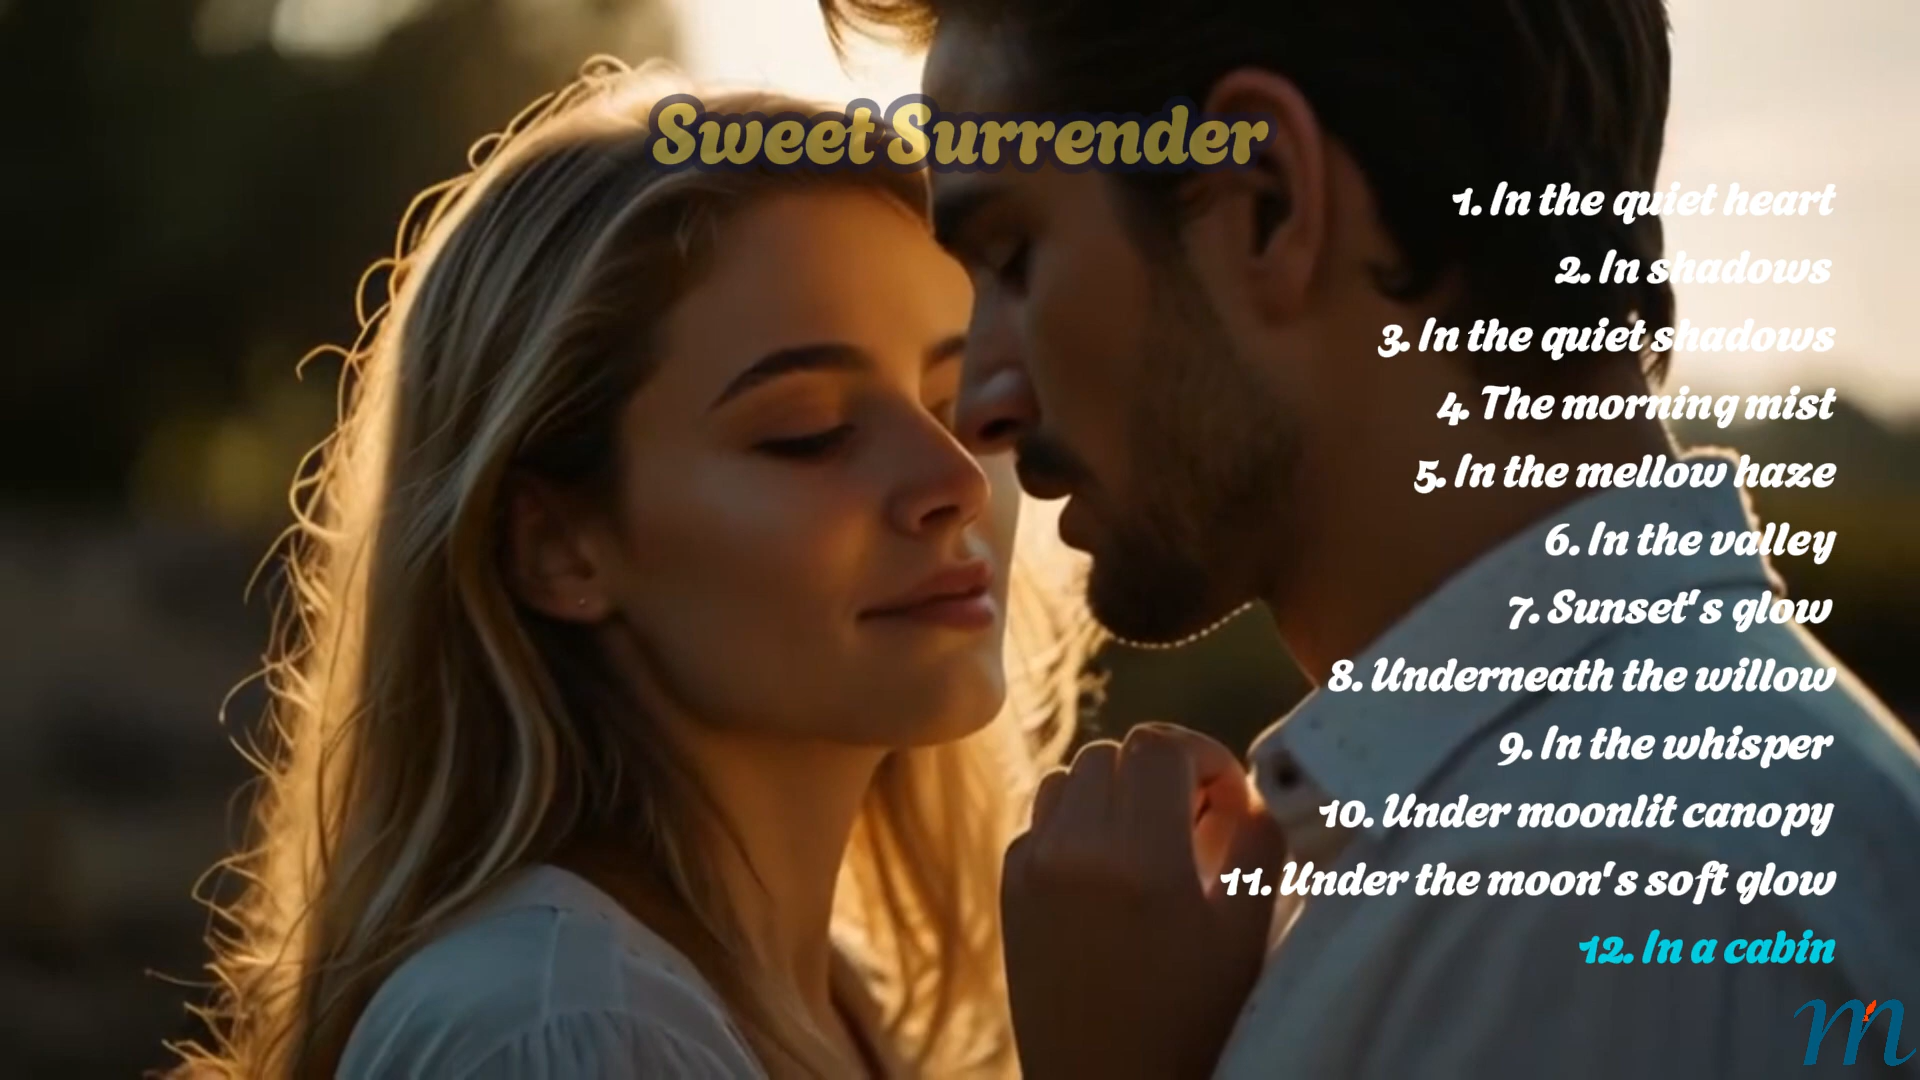 Sweet Surrender
1. In the quiet heart
2. In shadows
3. In the quiet shadows
4. The morning mist
5. In the mellow haze
6. In the valley
7. Sunset's glow
8. Underneath the willow
9. In the whisper
10. Under moonlit canopy
11. Under the moon's soft glow
12. In a cabin
m